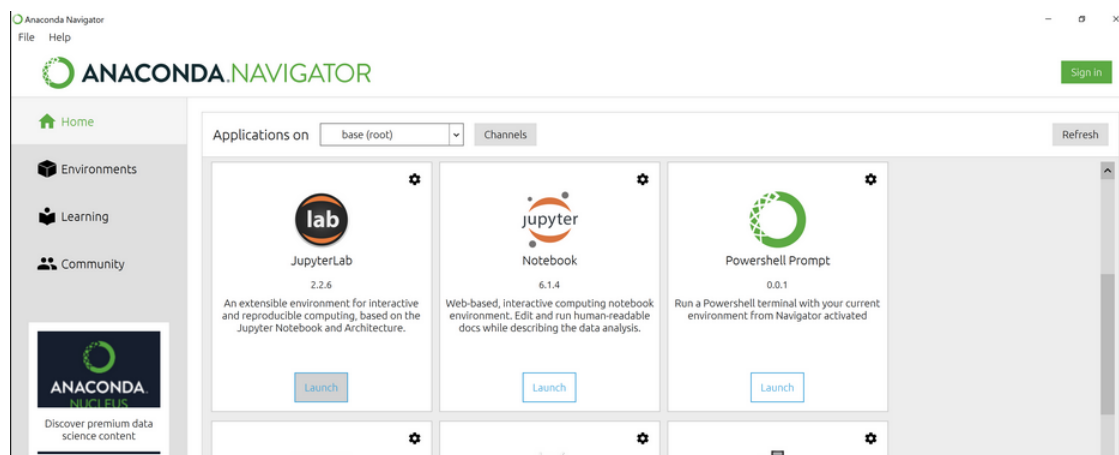 Anaconda Navigator
File Help
ANACONDA.NAVIGATOR
Sign in
Home
Environments
Learning
Community
ANACONDA.
NUCLEUS
Discover premium data
science content
Applications on base (root) Channels Refresh
lab
JupyterLab
2.2.6
An extensible environment for interactive
and reproducible computing, based on the
Jupyter Notebook and Architecture.
Launch
jupyter
Notebook
6.1.4
Web-based, interactive computing notebook
environment. Edit and run human-readable
docs while describing the data analysis.
Launch
Powershell Prompt
0.0.1
Run a Powershell terminal with your current
environment from Navigator activated
Launch